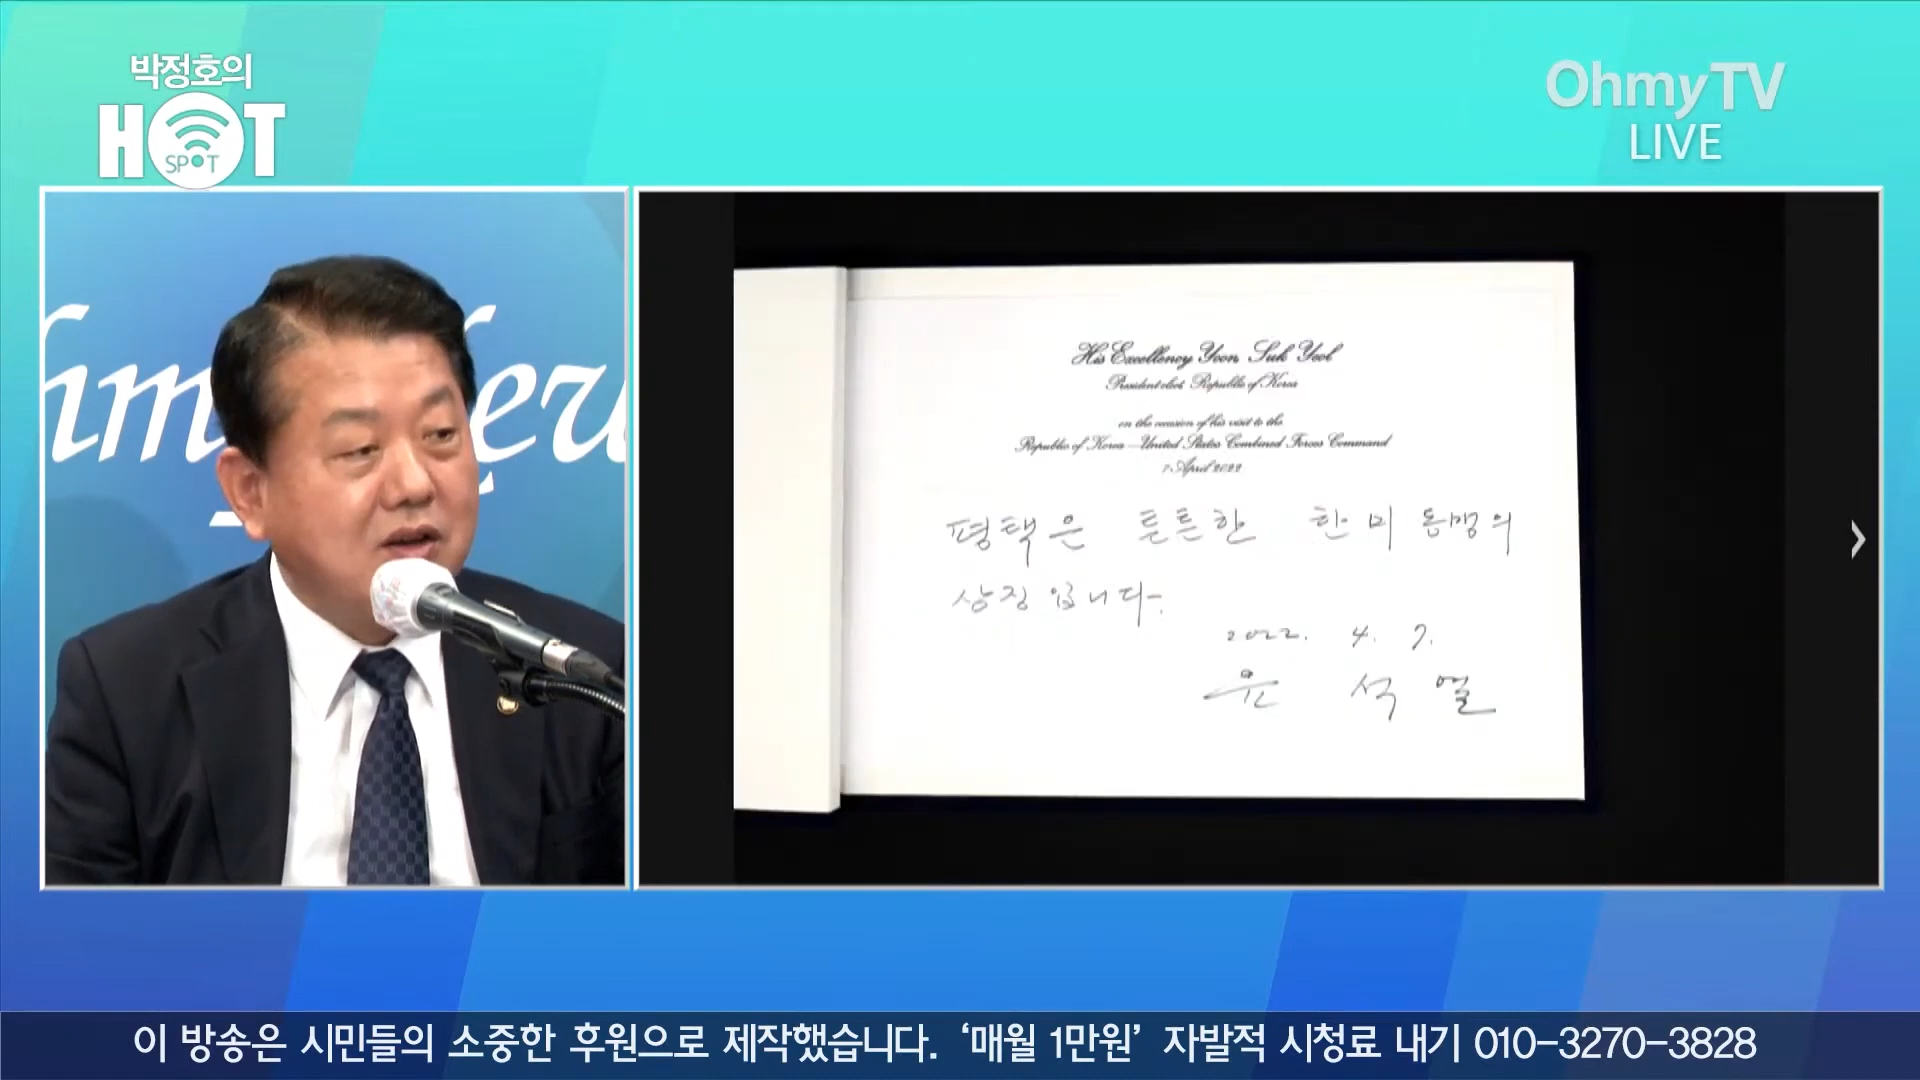 박정호의
HOT
SPOT
OhmyTV
LIVE
His Excellency Yoon Suk Yeol
President elect Republic of Korea
on the occasion of his visit to the
Republic of Korea - United States Combined Forces Command
7 April 2022
평택은 튼튼한 한미 동맹의
상징입니다.
2022. 4. 7.
윤 석 열
이 방송은 시민들의 소중한 후원으로 제작했습니다. ‘매월 1만원’ 자발적 시청료 내기 010-3270-3828